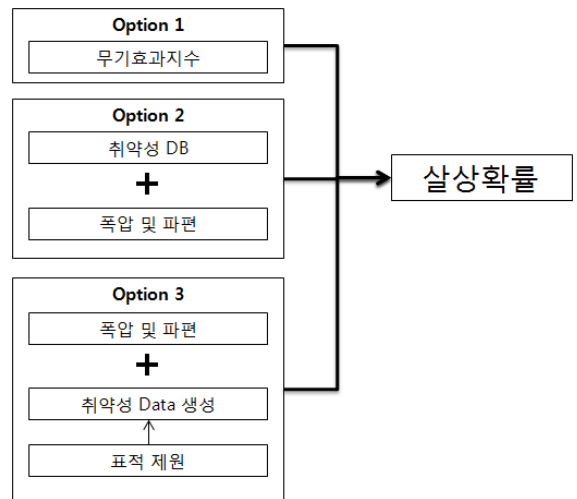 Option 1
무기효과지수
Option 2
취약성 DB
+
폭압 및 파편
살상확률
Option 3
폭압 및 파편
+
취약성 Data 생성
표적 제원